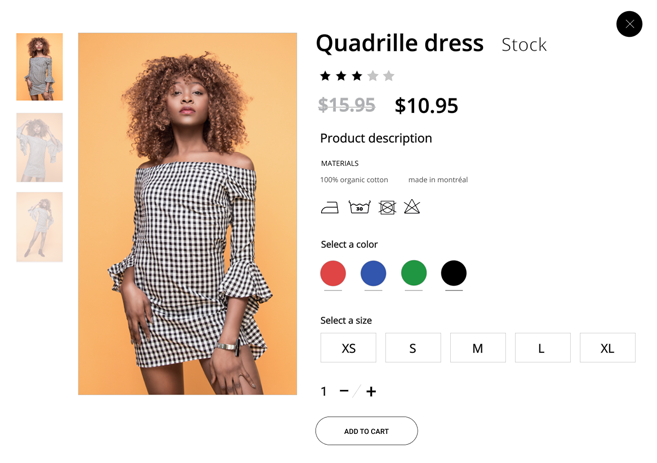 Quadrille dress Stock
$15.95 $10.95
Product description
MATERIALS
100% organic cotton made in montréal
30
Select a color
Select a size
XS S M L XL
1 − / +
ADD TO CART